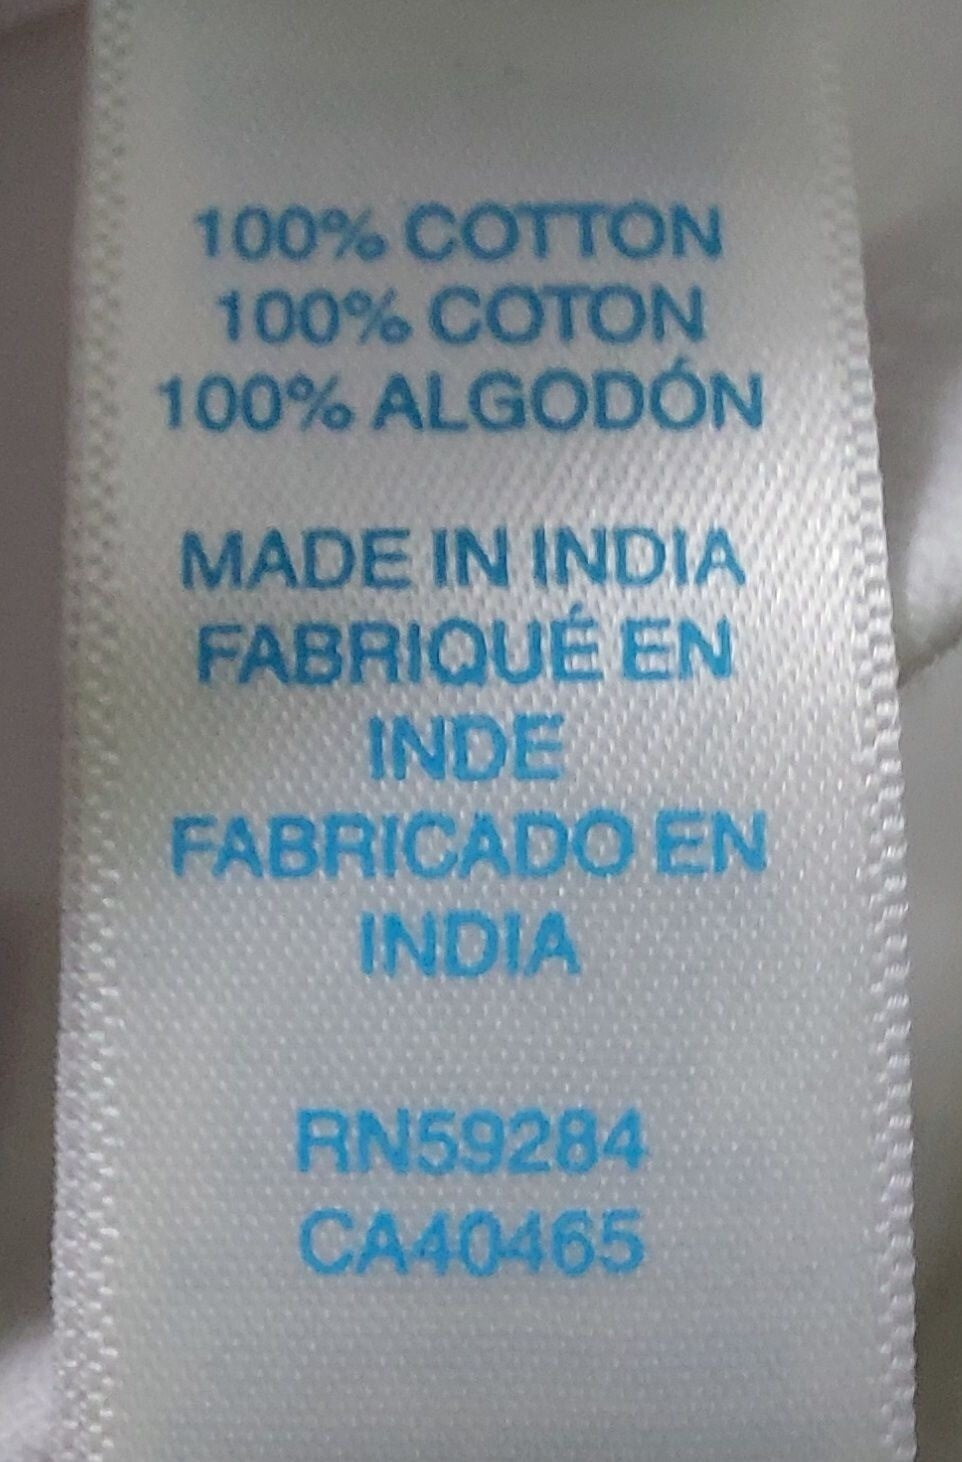 100% COTTON
100% COTON
100% ALGODÓN
MADE IN INDIA
FABRIQUÉ EN
INDE
FABRICADO EN
INDIA
RN59284
CA40465